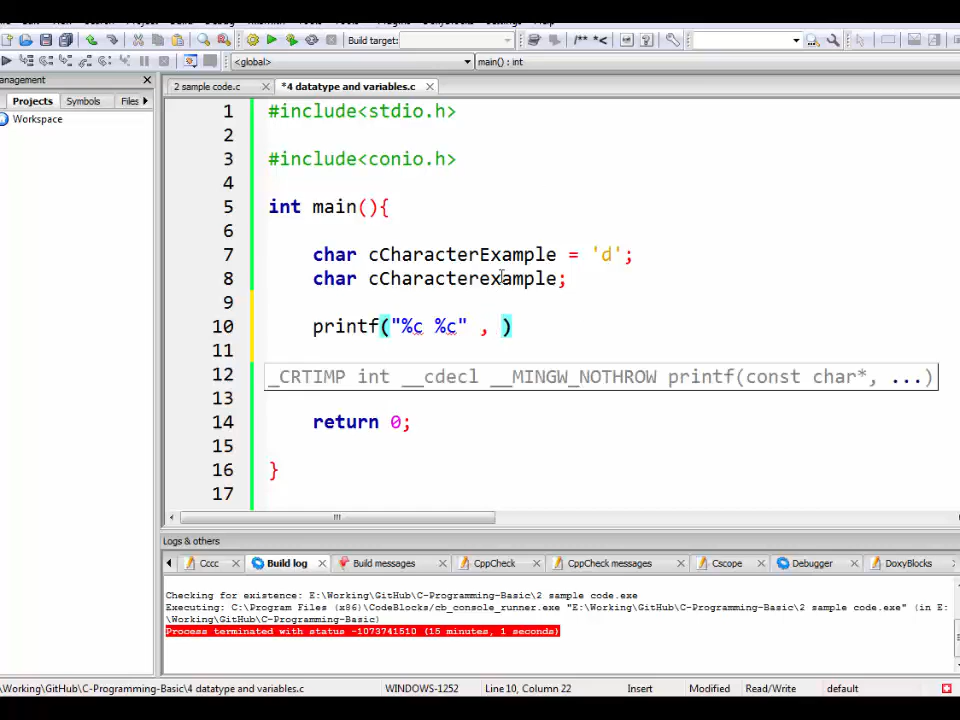 Build target:
<global>
main() : int
anagement
2 sample code.c
*4 datatype and variables.c
Projects
Symbols
Files
Workspace
1 #include<stdio.h>
2
3 #include<conio.h>
4
5 int main(){
6
7 char cCharacterExample = 'd';
8 char cCharacterexample;
9
10 printf("%c %c" , )
11
12 _CRTIMP int __cdecl __MINGW_NOTHROW printf(const char*, ...)
13
14 return 0;
15
16 }
17
Logs & others
Cccc
Build log
Build messages
CppCheck
CppCheck messages
Cscope
Debugger
DoxyBlocks
Checking for existence: E:\Working\GitHub\C-Programming-Basic\2 sample code.exe
Executing: C:\Program Files (x86)\CodeBlocks/cb_console_runner.exe "E:\Working\GitHub\C-Programming-Basic\2 sample code.exe" (in E:
\Working\GitHub\C-Programming-Basic)
Process terminated with status -1073741510 (15 minutes, 1 seconds)
\Working\GitHub\C-Programming-Basic\4 datatype and variables.c
WINDOWS-1252
Line 10, Column 22
Insert
Modified
Read/Write
default